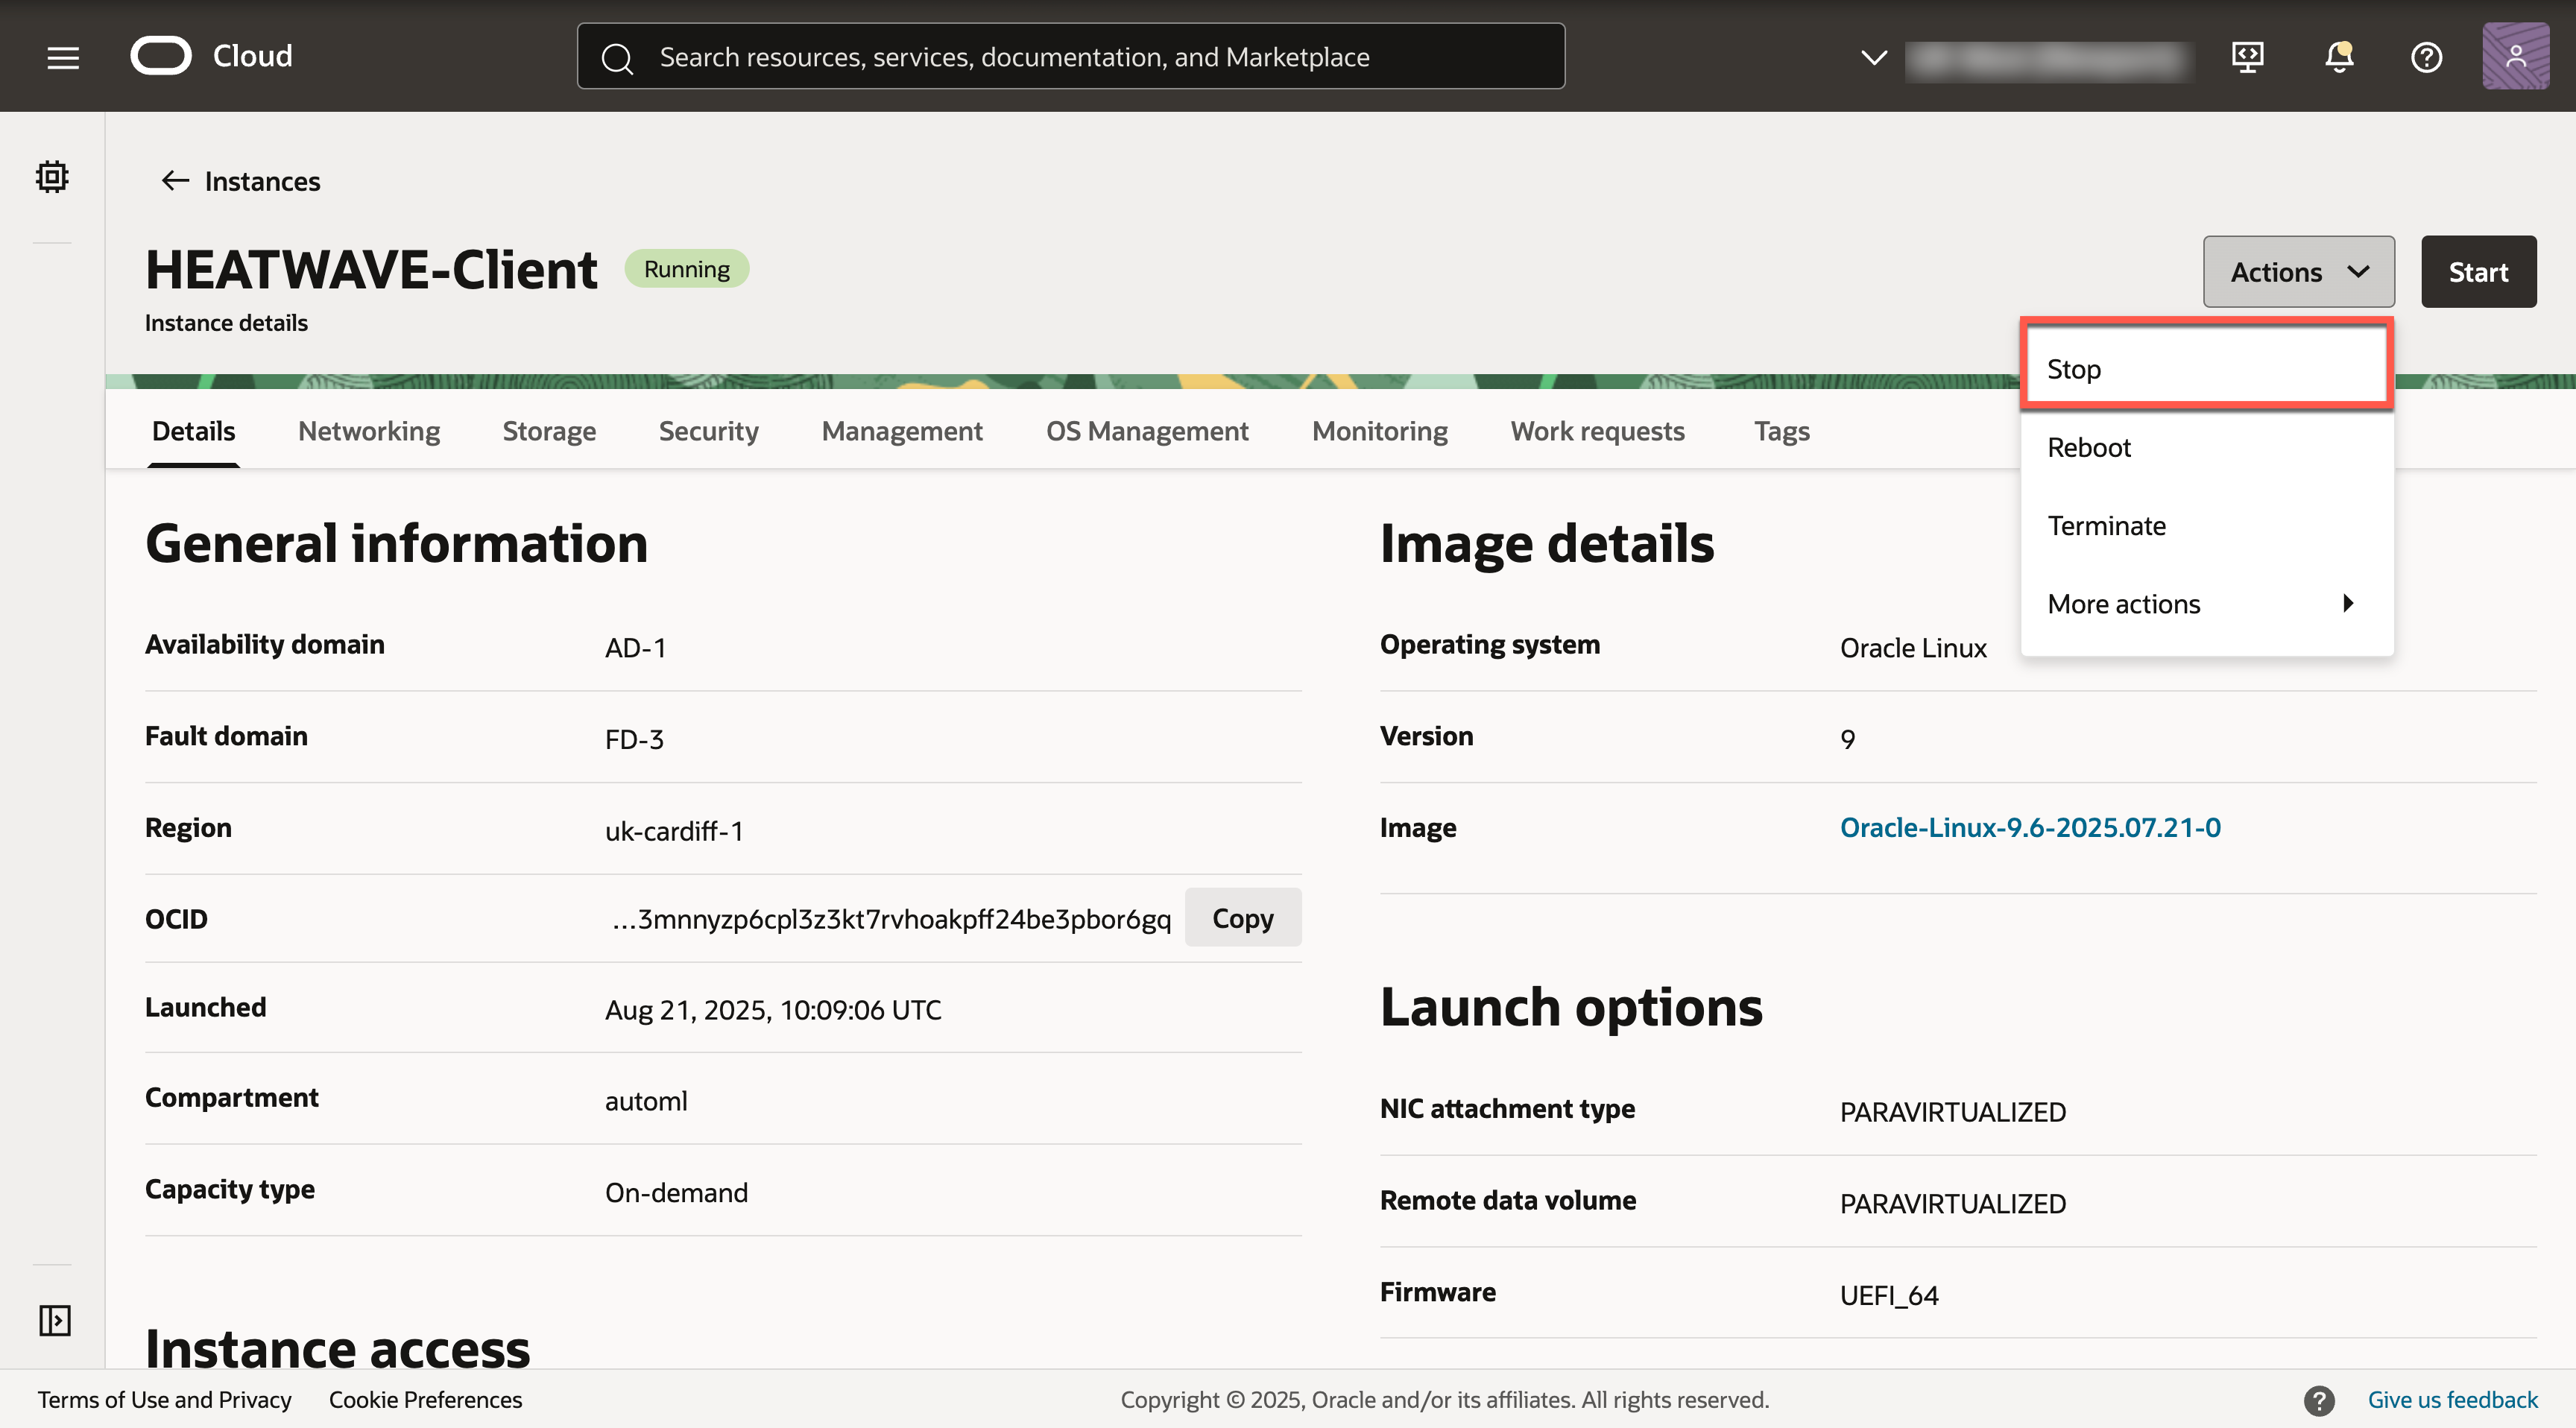 Cloud
Search resources, services, documentation, and Marketplace
Instances
HEATWAVE-Client
Running
Actions
Start
Instance details
Stop
Reboot
Terminate
More actions
Details
Networking
Storage
Security
Management
OS Management
Monitoring
Work requests
Tags
General information
Availability domain
AD-1
Fault domain
FD-3
Region
uk-cardiff-1
OCID
...3mnnyzp6cpl3z3kt7rvhoakpff24be3pbor6gq
Copy
Launched
Aug 21, 2025, 10:09:06 UTC
Compartment
automl
Capacity type
On-demand
Instance access
Image details
Operating system
Oracle Linux
Version
9
Image
Oracle-Linux-9.6-2025.07.21-0
Launch options
NIC attachment type
PARAVIRTUALIZED
Remote data volume
PARAVIRTUALIZED
Firmware
UEFI_64
Terms of Use and Privacy
Cookie Preferences
Copyright © 2025, Oracle and/or its affiliates. All rights reserved.
Give us feedback